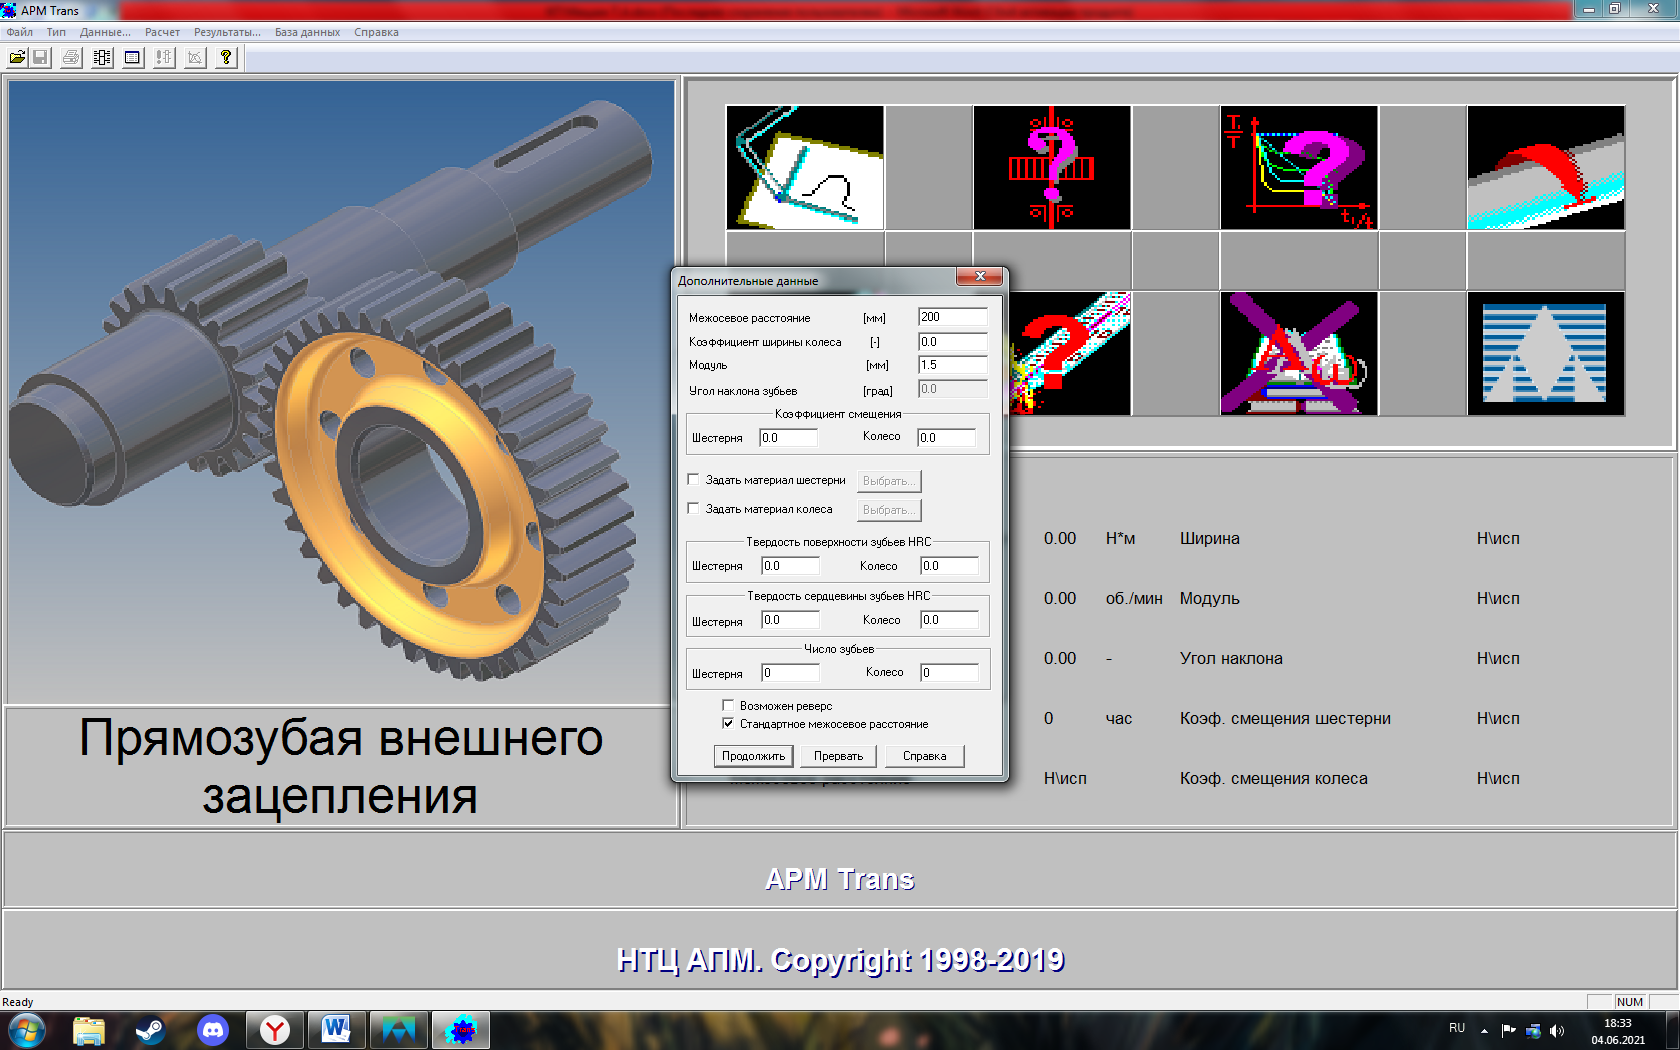 APM Trans
Файл Тип Данные... Расчет Результаты... База данных Справка
Прямозубая внешнего
зацепления
Дополнительные данные
Межосевое расстояние [мм] 200
Коэффициент ширины колеса [-] 0.0
Модуль [мм] 1.5
Угол наклона зубьев [град] 0.0
Коэффициент смещения
Шестерня 0.0 Колесо 0.0
Задать материал шестерни Выбрать...
Задать материал колеса Выбрать...
Твердость поверхности зубьев HRC
Шестерня 0.0 Колесо 0.0
Твердость сердцевины зубьев HRC
Шестерня 0.0 Колесо 0.0
Число зубьев
Шестерня 0 Колесо 0
Возможен реверс
Стандартное межосевое расстояние
Продолжить Прервать Справка
0.00 Н*м Ширина Н\исп
0.00 об./мин Модуль Н\исп
0.00 - Угол наклона Н\исп
0 час Коэф. смещения шестерни Н\исп
Н\исп Коэф. смещения колеса Н\исп
APM Trans
НТЦ АПМ. Copyright 1998-2019
Ready NUM
RU 18:33
04.06.2021